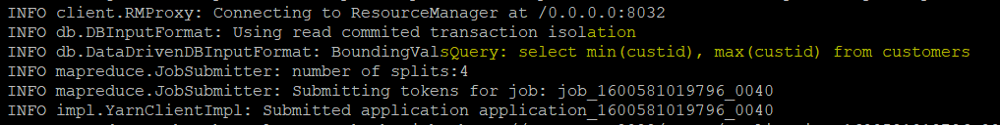 INFO client.RMProxy: Connecting to ResourceManager at /0.0.0.0:8032
INFO db.DBInputFormat: Using read commited transaction isolation
INFO db.DataDrivenDBInputFormat: BoundingValsQuery: select min(custid), max(custid) from customers
INFO mapreduce.JobSubmitter: number of splits:4
INFO mapreduce.JobSubmitter: Submitting tokens for job: job_1600581019796_0040
INFO impl.YarnClientImpl: Submitted application application_1600581019796_0040